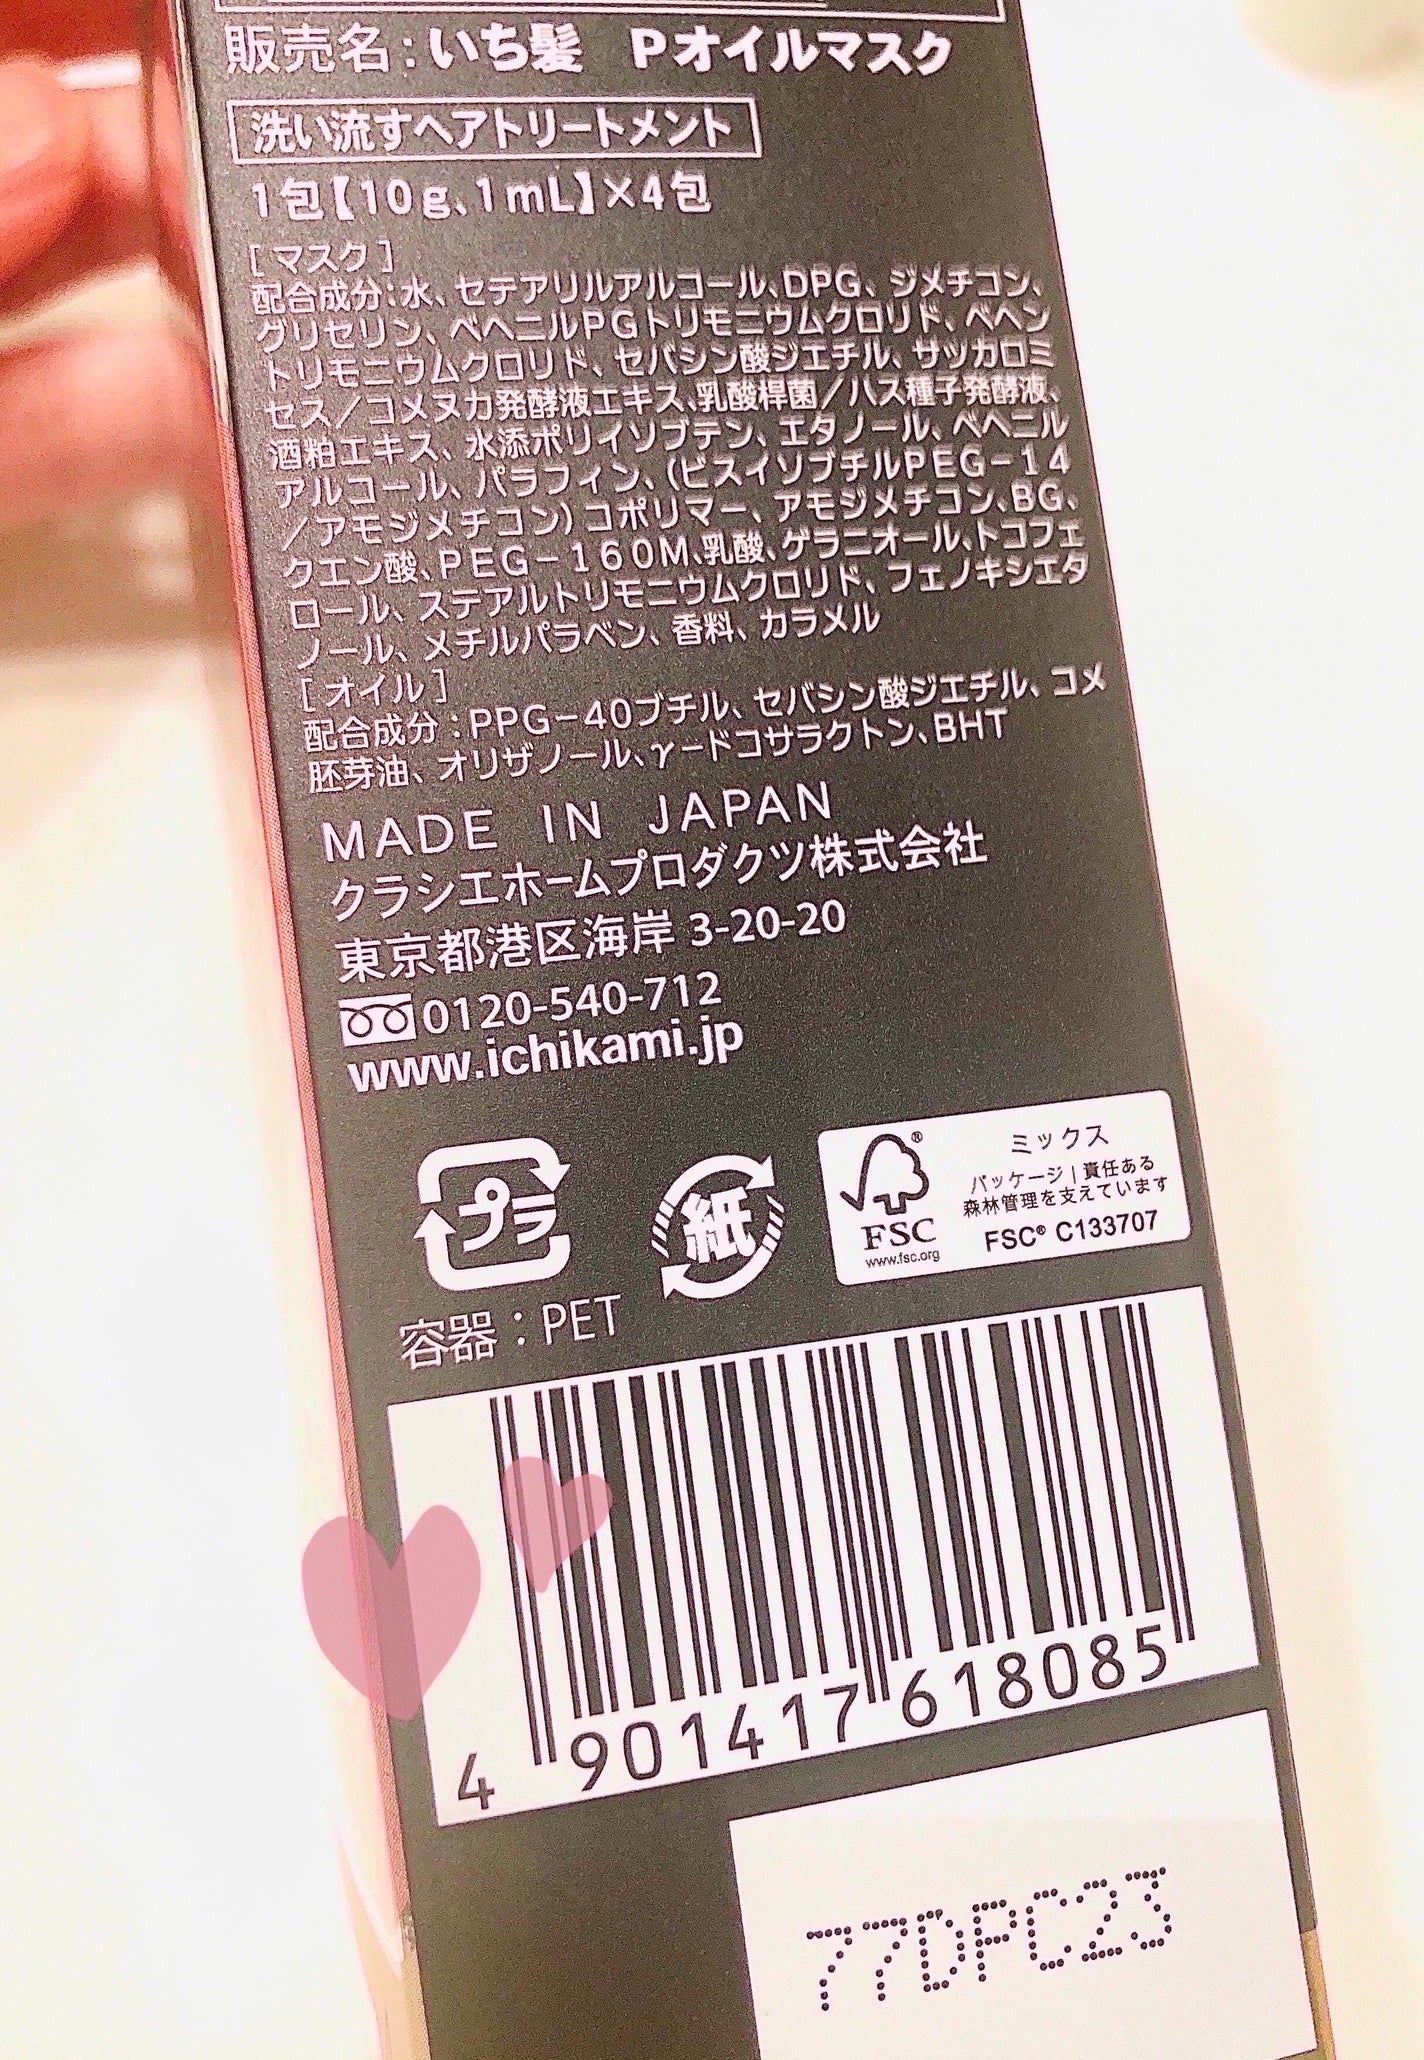 販売名:いち髪 Pオイルマスク
洗い流すヘアトリートメント
1包【10g、1mL】×4包
[マスク]
配合成分:水、セテアリルアルコール、DPG、ジメチコン、
グリセリン、ベヘニルPGトリモニウムクロリド、ベヘン
トリモニウムクロリド、セバシン酸ジエチル、サッカロミ
セス/コメヌカ発酵液エキス、乳酸桿菌/ハス種子発酵液、
酒粕エキス、水添ポリイソブテン、エタノール、ベヘニル
アルコール、パラフィン、(ビスイソブチルPEG-14
/アモジメチコン)コポリマー、アモジメチコン、BG、
クエン酸、PEG-160M、乳酸、ゲラニオール、トコフェ
ロール、ステアルトリモニウムクロリド、フェノキシエタ
ノール、メチルパラベン、香料、カラメル
[オイル]
配合成分:PPG-40ブチル、セバシン酸ジエチル、コメ
胚芽油、オリザノール、γ-ドコサラクトン、BHT
MADE IN JAPAN
クラシエホームプロダクツ株式会社
東京都港区海岸 3-20-20
0120-540-712
www.ichikami.jp
プラ
容器:PET
紙
FSC®
www.fsc.org
ミックス
パッケージ|責任ある
森林管理を支えています
FSC® C133707
4 901417 618085
77DPC23